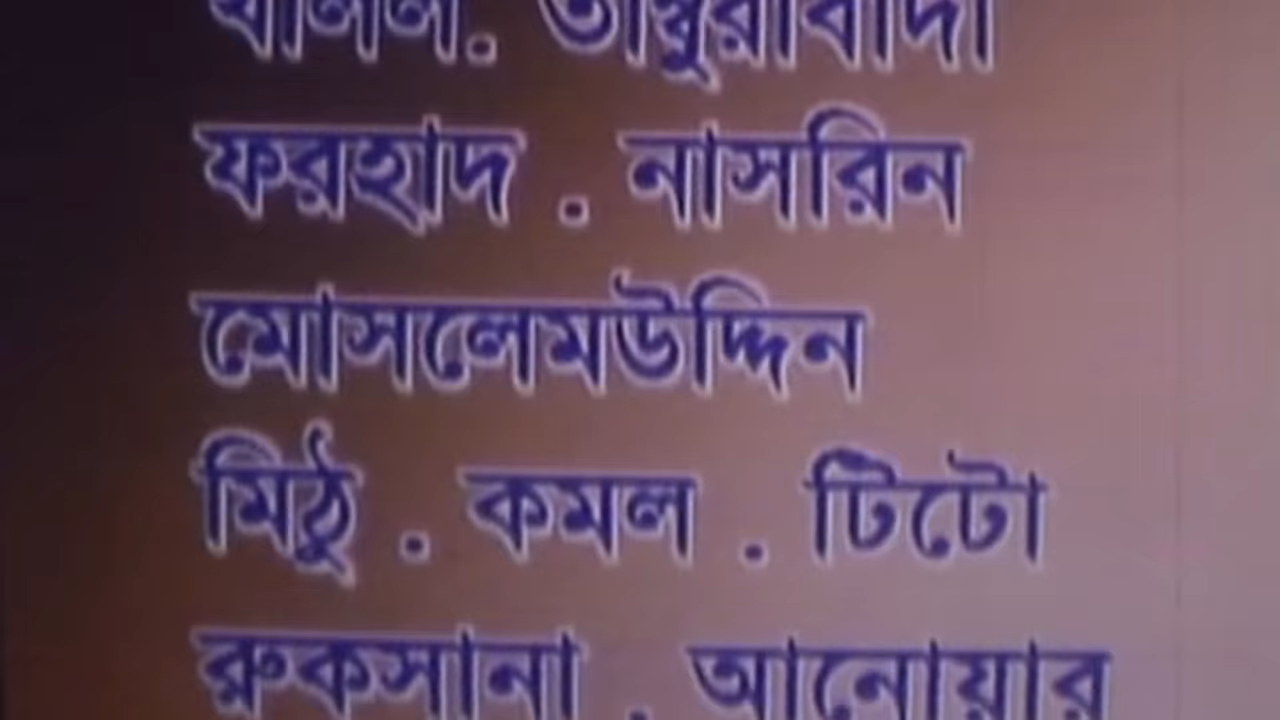 ফরহাদ . নাসরিন
মোসলেমউদ্দিন
মিঠু . কমল . টিটো
রুকসানা . আনোয়ার